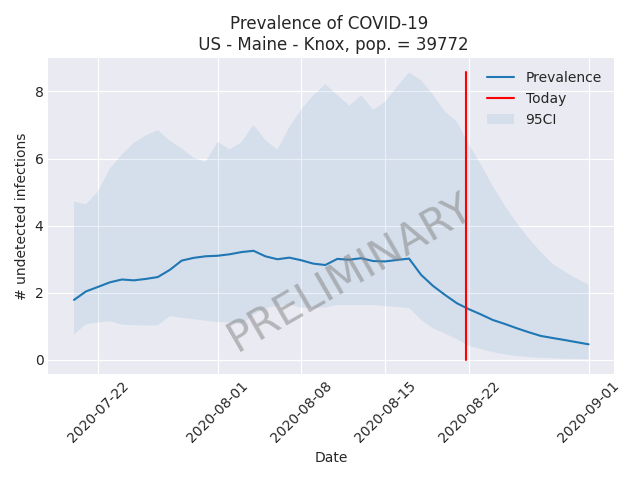 Prevalence of COVID-19
US - Maine - Knox, pop. = 39772
# undetected infections
8
6
4
2
0
Prevalence
Today
95CI
PRELIMINARY
2020-07-22
2020-08-01
2020-08-08
2020-08-15
2020-08-22
2020-09-01
Date